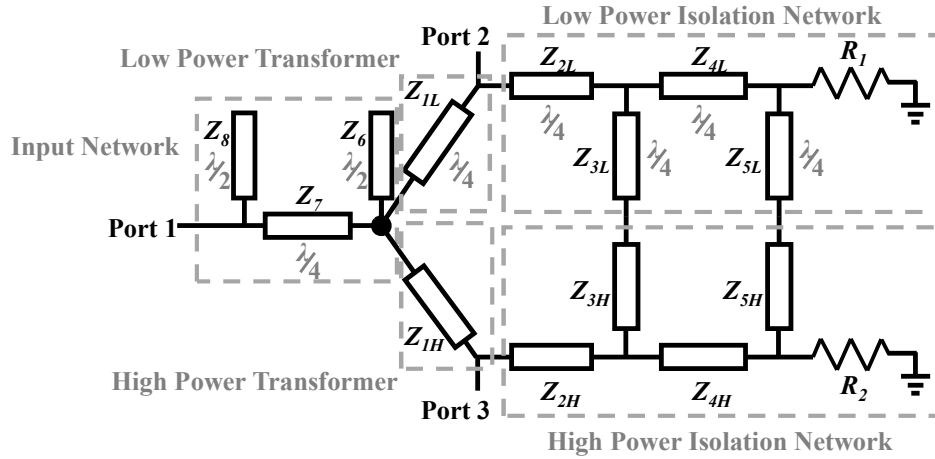 Low Power Isolation Network
Port 2
Low Power Transformer
Z2L
Z4L
R1
Z1L
λ/4
λ/4
Z8
Z6
Input Network
λ/2
λ/2
λ/4
Z3L
λ/4
Z5L
λ/4
Z7
Port 1
λ/4
Z3H
Z5H
Z1H
High Power Transformer
Port 3
Z2H
Z4H
R2
High Power Isolation Network